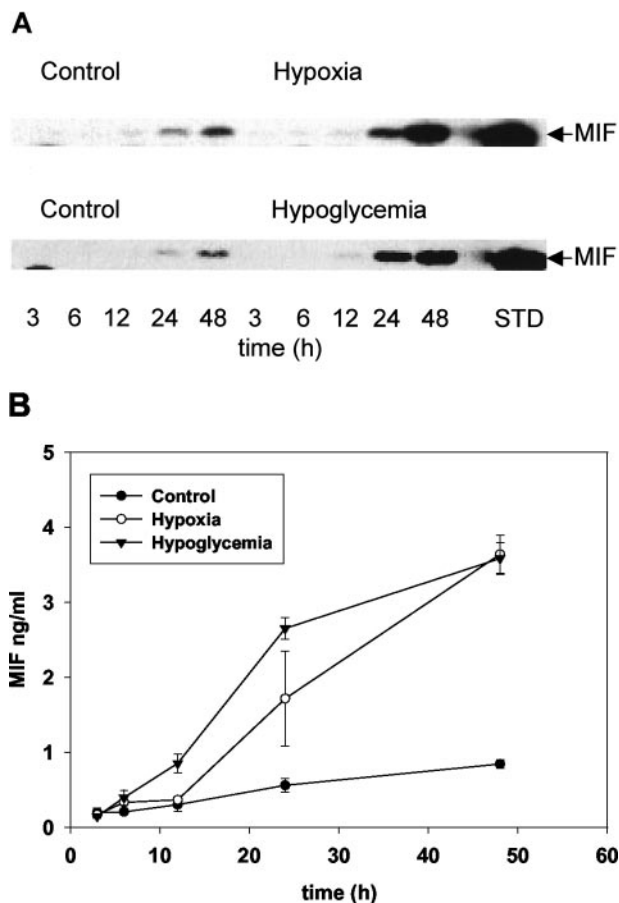 A
Control Hypoxia
←MIF
Control Hypoglycemia
←MIF
3 6 12 24 48 3 6 12 24 48 STD
time (h)
B
5
4
3
2
1
0
MIF ng/ml
Control
Hypoxia
Hypoglycemia
0 10 20 30 40 50 60
time (h)